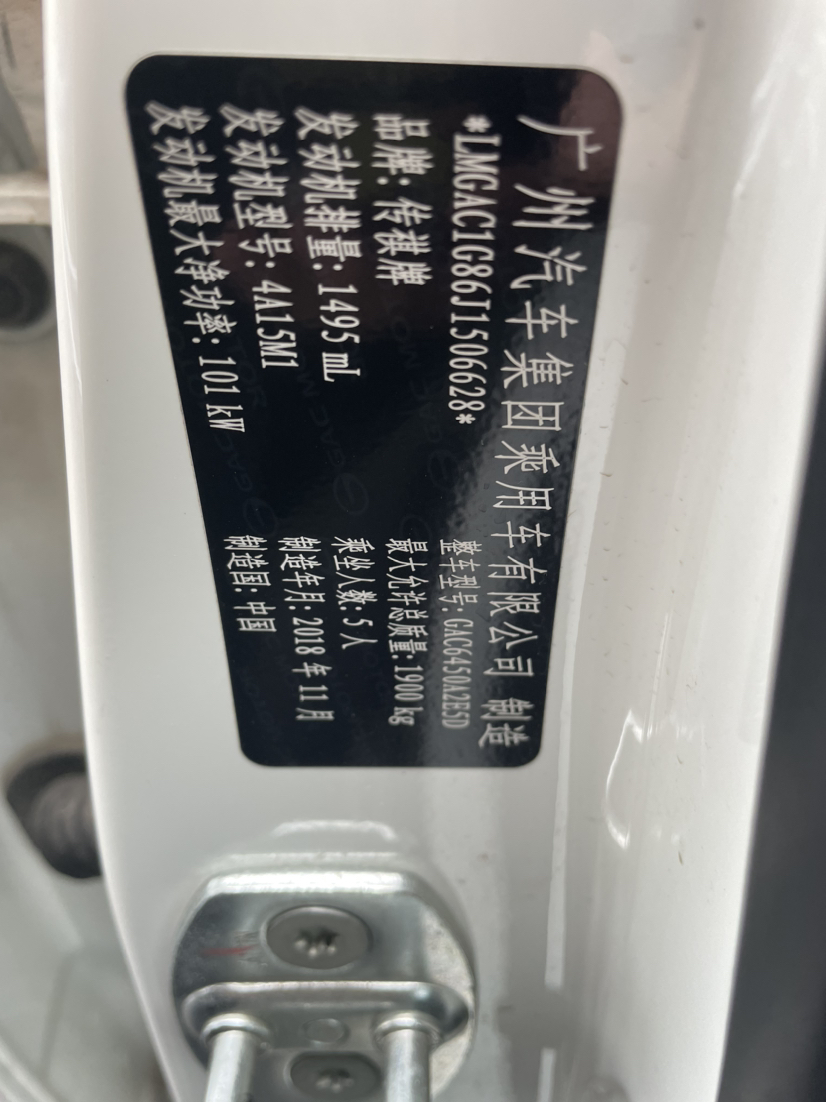 广州汽车集团乘用车有限公司 制造
*LMGAC1G86J1506628*
整车型号:GAC6450A2E5D
品牌:传祺牌
最大允许总质量:1900 kg
发动机排量:1495 mL
乘坐人数:5 人
发动机型号:4A15M1
制造年月:2018 年 11 月
发动机最大净功率:101 kW
制造国:中国